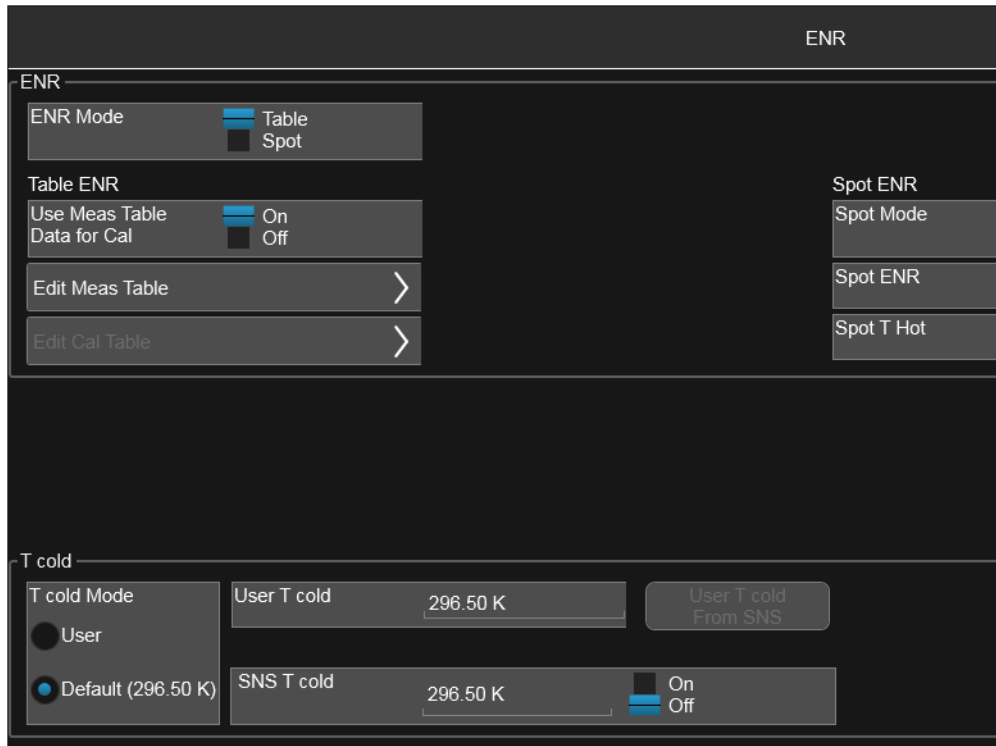 ENR
ENR
ENR Mode
Table
Spot
Table ENR
Use Meas Table
Data for Cal
On
Off
Edit Meas Table
Edit Cal Table
Spot ENR
Spot Mode
Spot ENR
Spot T Hot
T cold
T cold Mode
User
Default (296.50 K)
User T cold
296.50 K
User T cold
From SNS
SNS T cold
296.50 K
On
Off